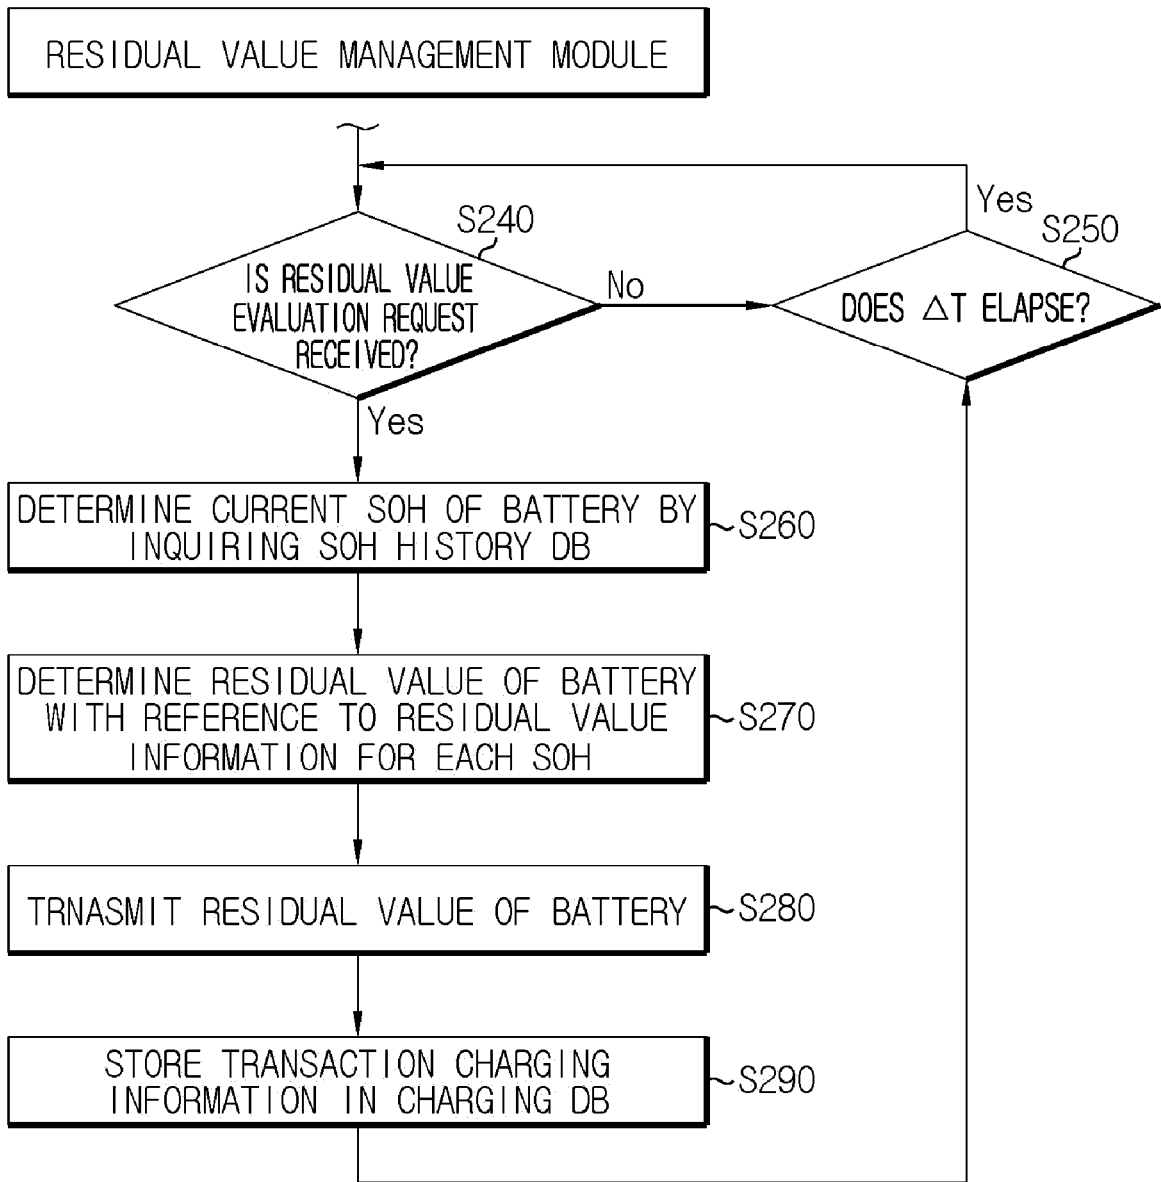 RESIDUAL VALUE MANAGEMENT MODULE
Yes
S240
S250
IS RESIDUAL VALUE
EVALUATION REQUEST
RECEIVED?
No
DOES △T ELAPSE?
Yes
DETERMINE CURRENT SOH OF BATTERY BY
INQUIRING SOH HISTORY DB
S260
DETERMINE RESIDUAL VALUE OF BATTERY
WITH REFERENCE TO RESIDUAL VALUE
INFORMATION FOR EACH SOH
S270
TRNASMIT RESIDUAL VALUE OF BATTERY
S280
STORE TRANSACTION CHARGING
INFORMATION IN CHARGING DB
S290